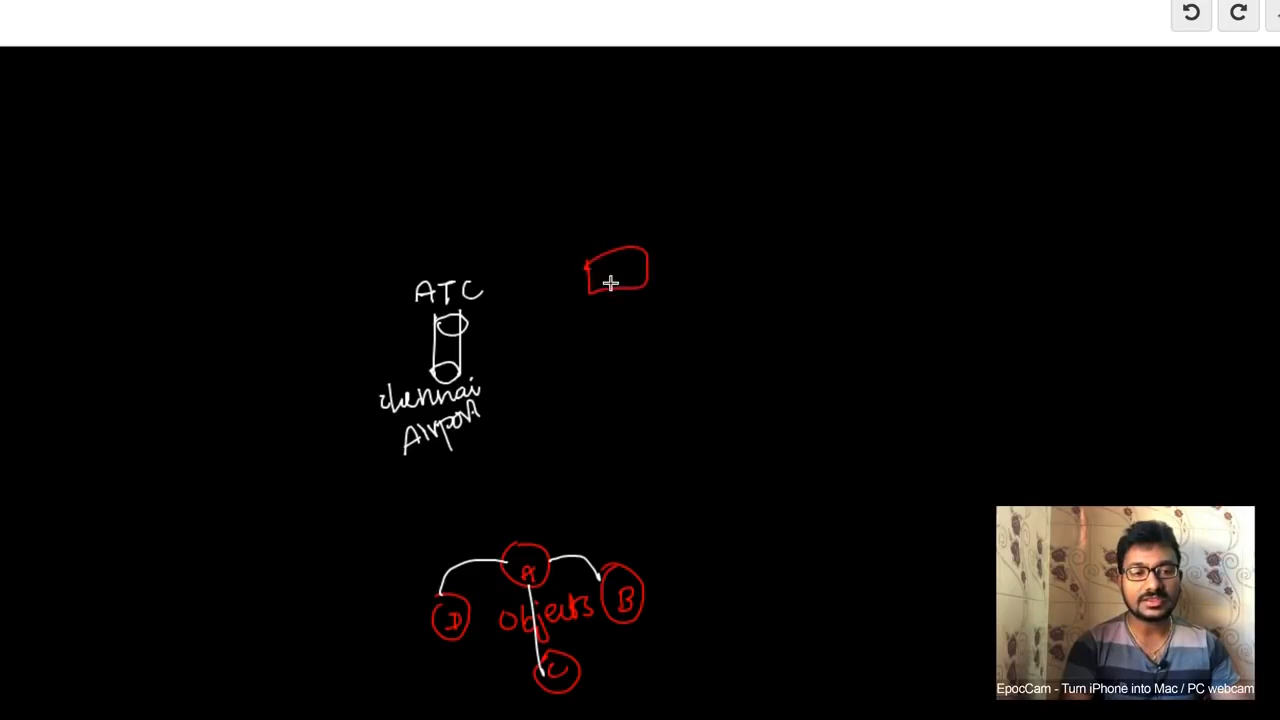 ATC
chennai
Airport
A
D
objects
B
C
EpocCam - Turn iPhone into Mac / PC webcam